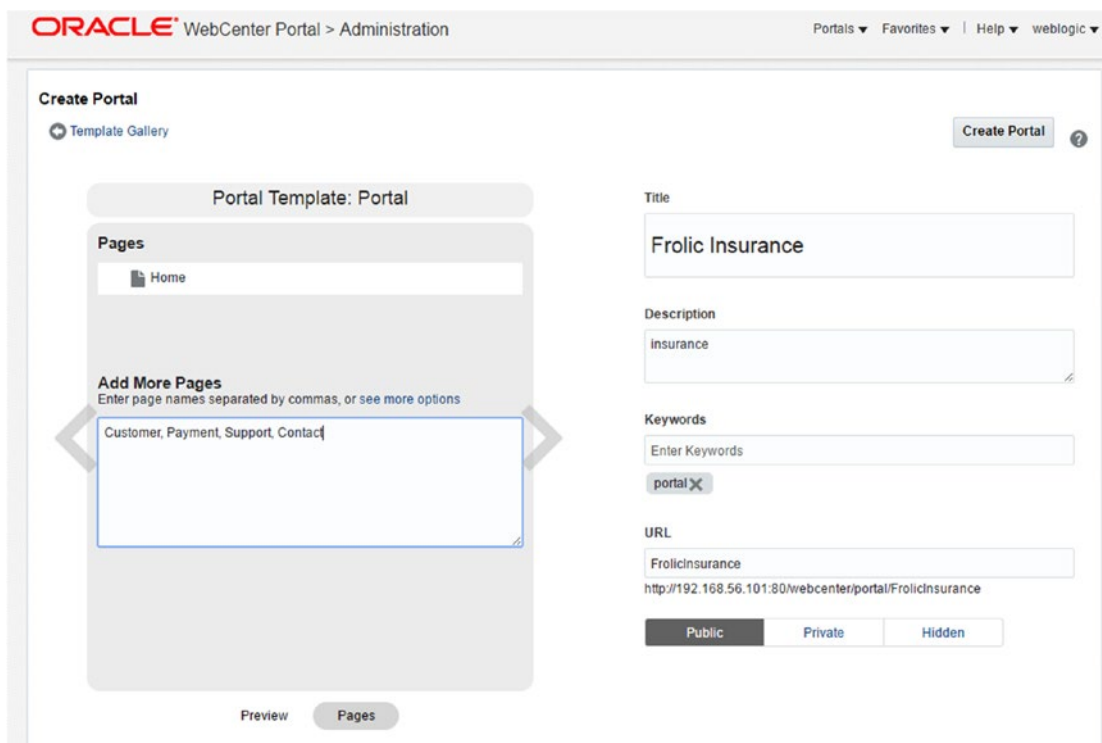 ORACLE® WebCenter Portal > Administration
Portals Favorites Help weblogic
Create Portal
Template Gallery
Create Portal
?
Portal Template: Portal
Pages
Home
Add More Pages
Enter page names separated by commas, or see more options
Customer, Payment, Support, Contact
Preview Pages
Title
Frolic Insurance
Description
insurance
Keywords
Enter Keywords
portal
URL
FrolicInsurance
http://192.168.56.101:80/webcenter/portal/FrolicInsurance
Public Private Hidden